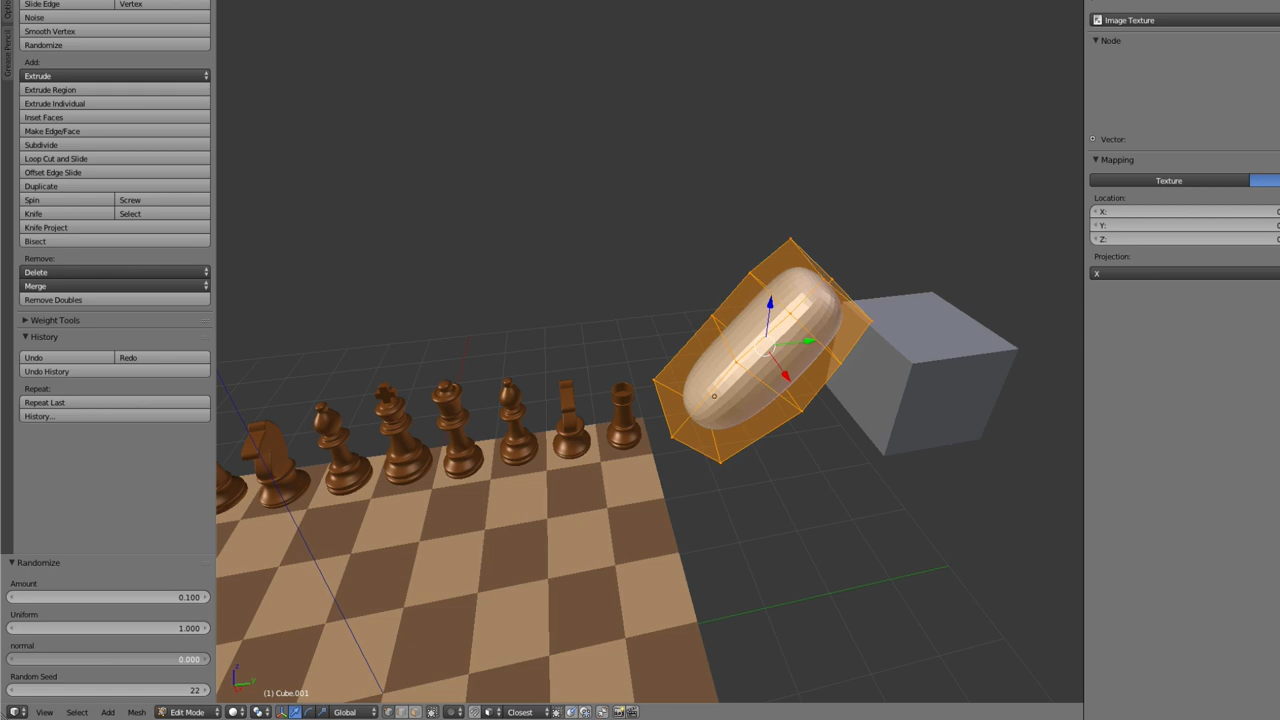 Optio
Grease Pencil
Slide Edge Vertex
Noise
Smooth Vertex
Randomize
Add:
Extrude
Extrude Region
Extrude Individual
Inset Faces
Make Edge/Face
Subdivide
Loop Cut and Slide
Offset Edge Slide
Duplicate
Spin Screw
Knife Select
Knife Project
Bisect
Remove:
Delete
Merge
Remove Doubles
Weight Tools
History
Undo Redo
Undo History
Repeat:
Repeat Last
History...
Randomize
Amount
0.100
Uniform
1.000
normal
0.000
Random Seed
22
z
y
(1) Cube.001
View Select Add Mesh Edit Mode Global Closest
Image Texture
Node
Vector:
Mapping
Texture
Location:
X:
Y:
Z:
Projection:
X